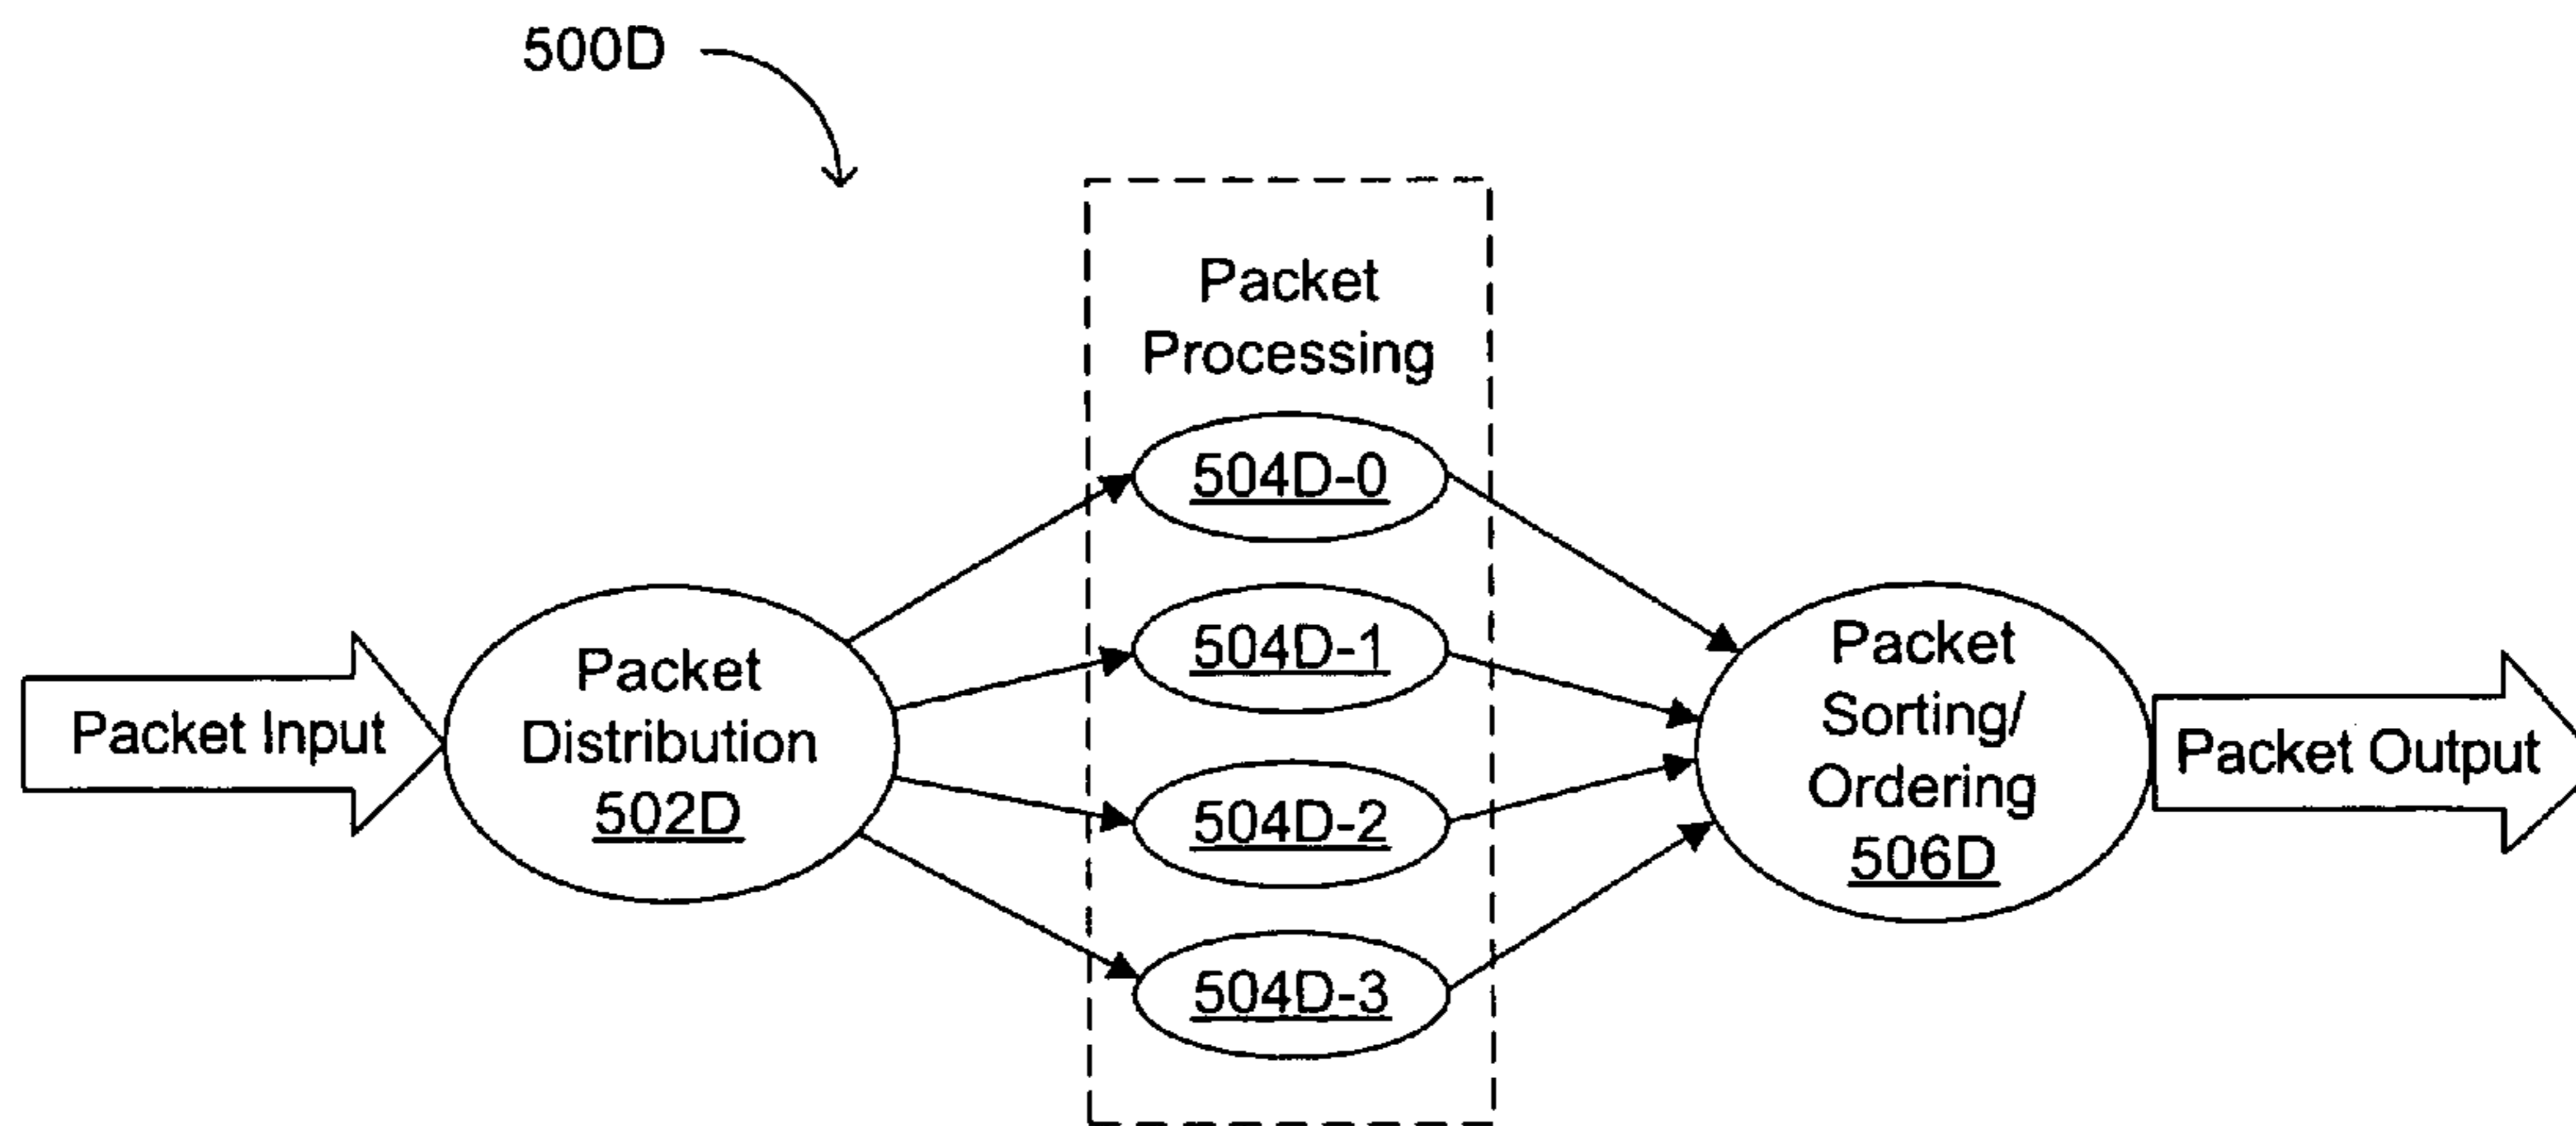 500D
Packet
Processing
504D-0
504D-1
504D-2
504D-3
Packet Input
Packet
Distribution
502D
Packet
Sorting/
Ordering
506D
Packet Output